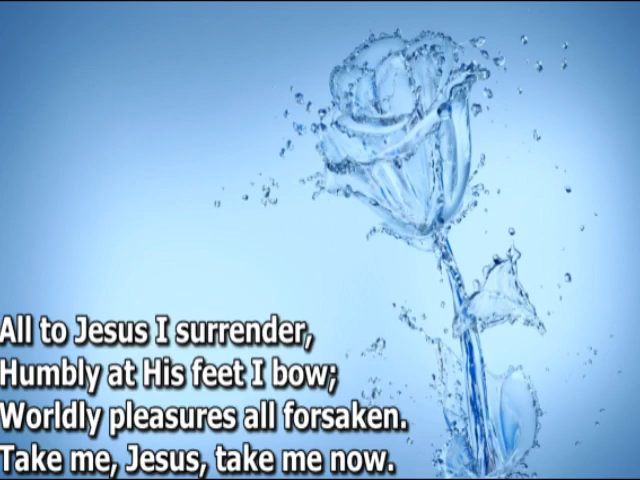 All to Jesus I surrender,
Humbly at His feet I bow;
Worldly pleasures all forsaken.
Take me, Jesus, take me now.